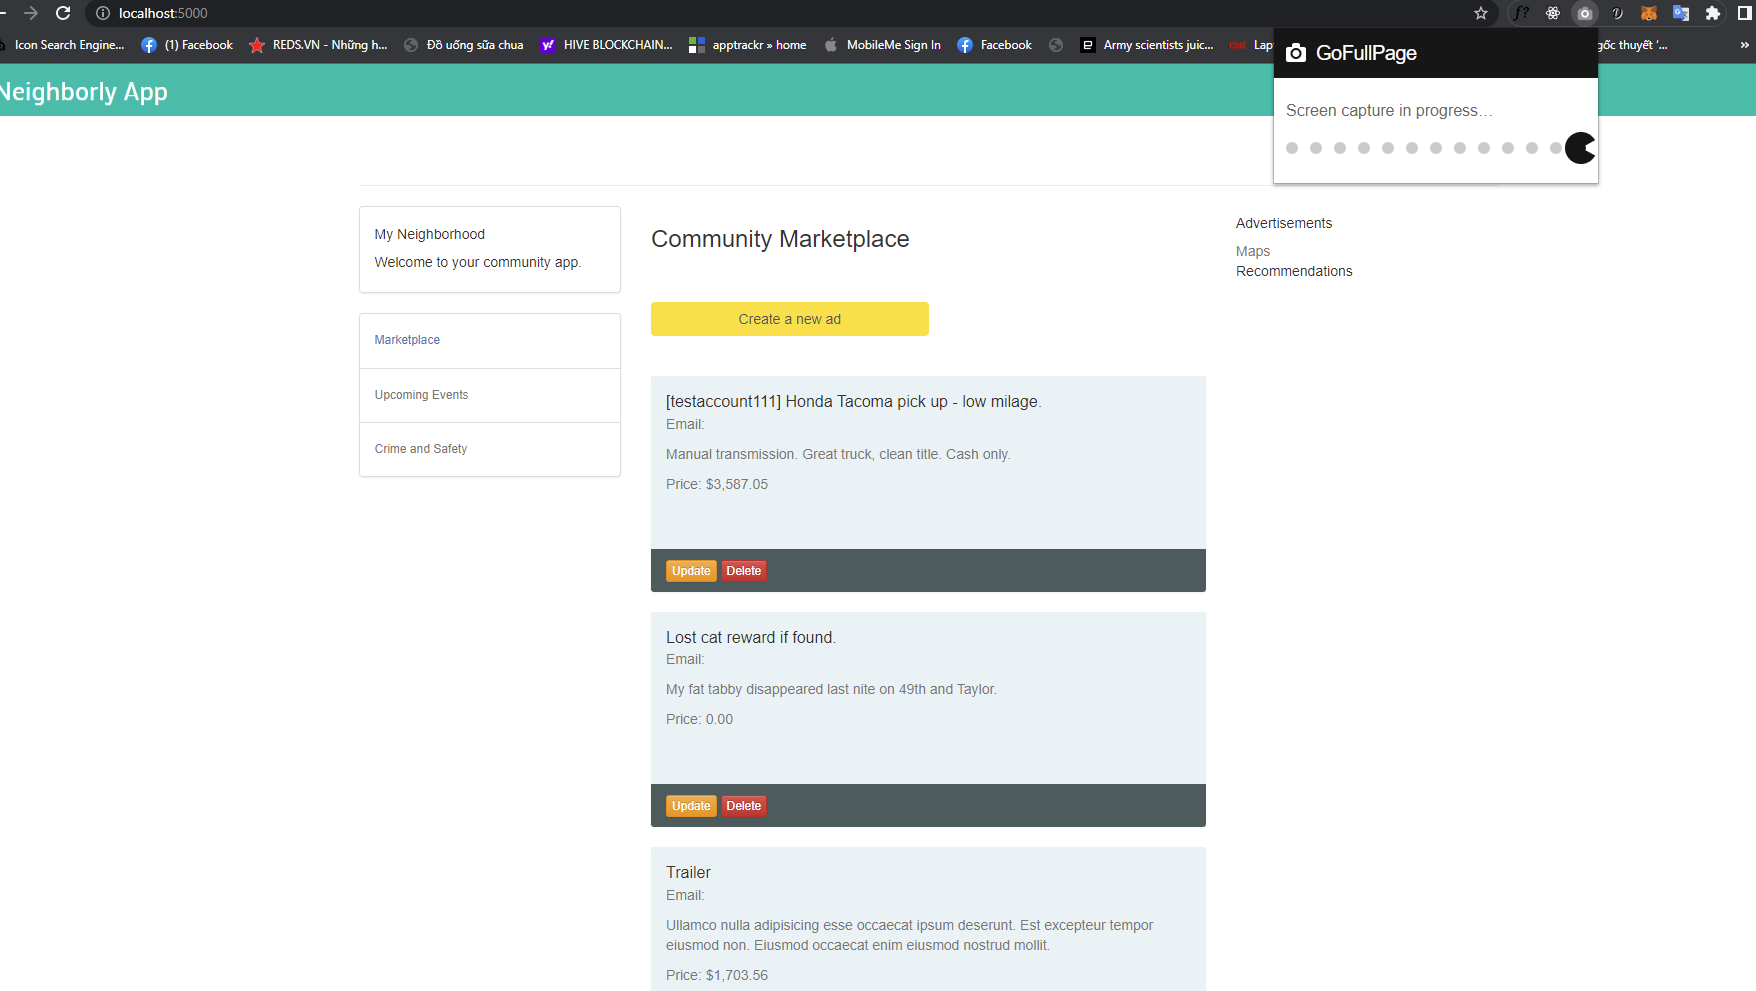 localhost:5000
Icon Search Engine...
(1) Facebook
REDS.VN - Những h...
Đồ uống sữa chua
HIVE BLOCKCHAIN...
apptrackr » home
MobileMe Sign In
Facebook
Army scientists juic...
Lap
gốc thuyết '...
»
GoFullPage
Screen capture in progress...
Neighborly App
My Neighborhood
Welcome to your community app.
Marketplace
Upcoming Events
Crime and Safety
Community Marketplace
Create a new ad
[testaccount111] Honda Tacoma pick up - low milage.
Email:
Manual transmission. Great truck, clean title. Cash only.
Price: $3,587.05
Update Delete
Lost cat reward if found.
Email:
My fat tabby disappeared last nite on 49th and Taylor.
Price: 0.00
Update Delete
Trailer
Email:
Ullamco nulla adipisicing esse occaecat ipsum deserunt. Est excepteur tempor
eiusmod non. Eiusmod occaecat enim eiusmod nostrud mollit.
Price: $1,703.56
Advertisements
Maps
Recommendations